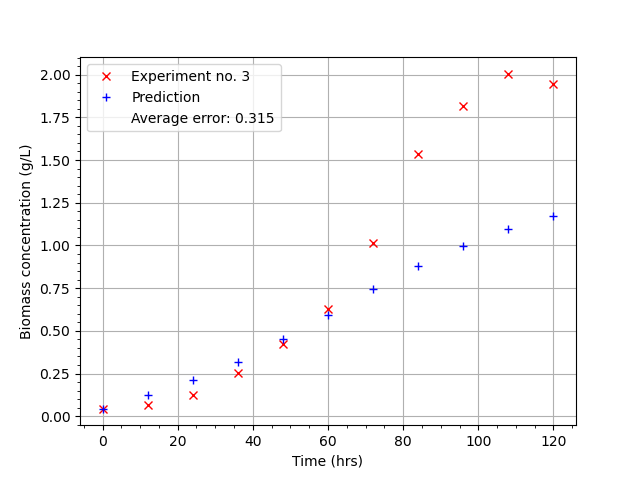 Experiment no. 3
Prediction
Average error: 0.315
2.00
1.75
1.50
1.25
1.00
0.75
0.50
0.25
0.00
Biomass concentration (g/L)
0 20 40 60 80 100 120
Time (hrs)